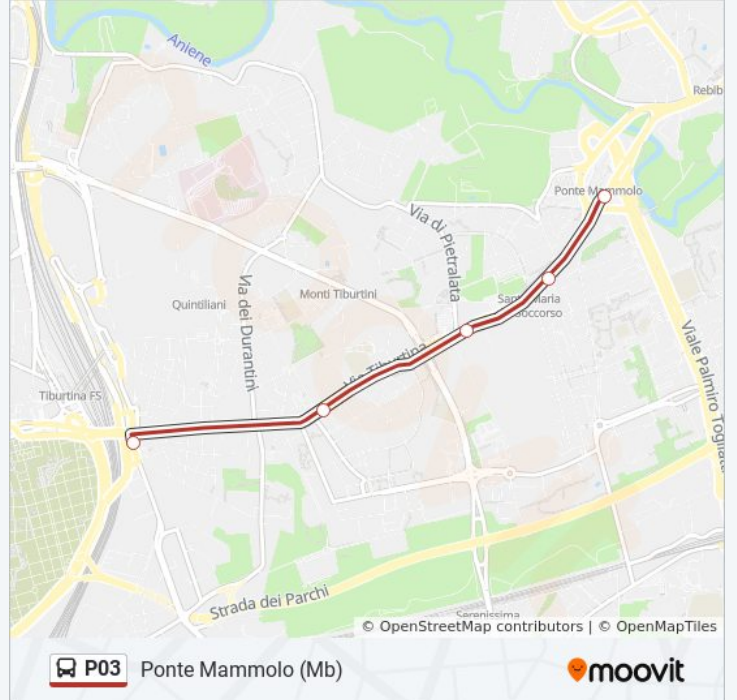 Aniene
Rebib
Ponte Mammolo
Via di Pietralata
Quintiliani
Monti Tiburtini
Santa Maria
Soccorso
Via dei Durantini
Via Tiburtina
Viale Palmiro Togliatti
Tiburtina FS
Strada dei Parchi
Serenissima
© OpenStreetMap contributors | © OpenMapTiles
P03 Ponte Mammolo (Mb)
moovit